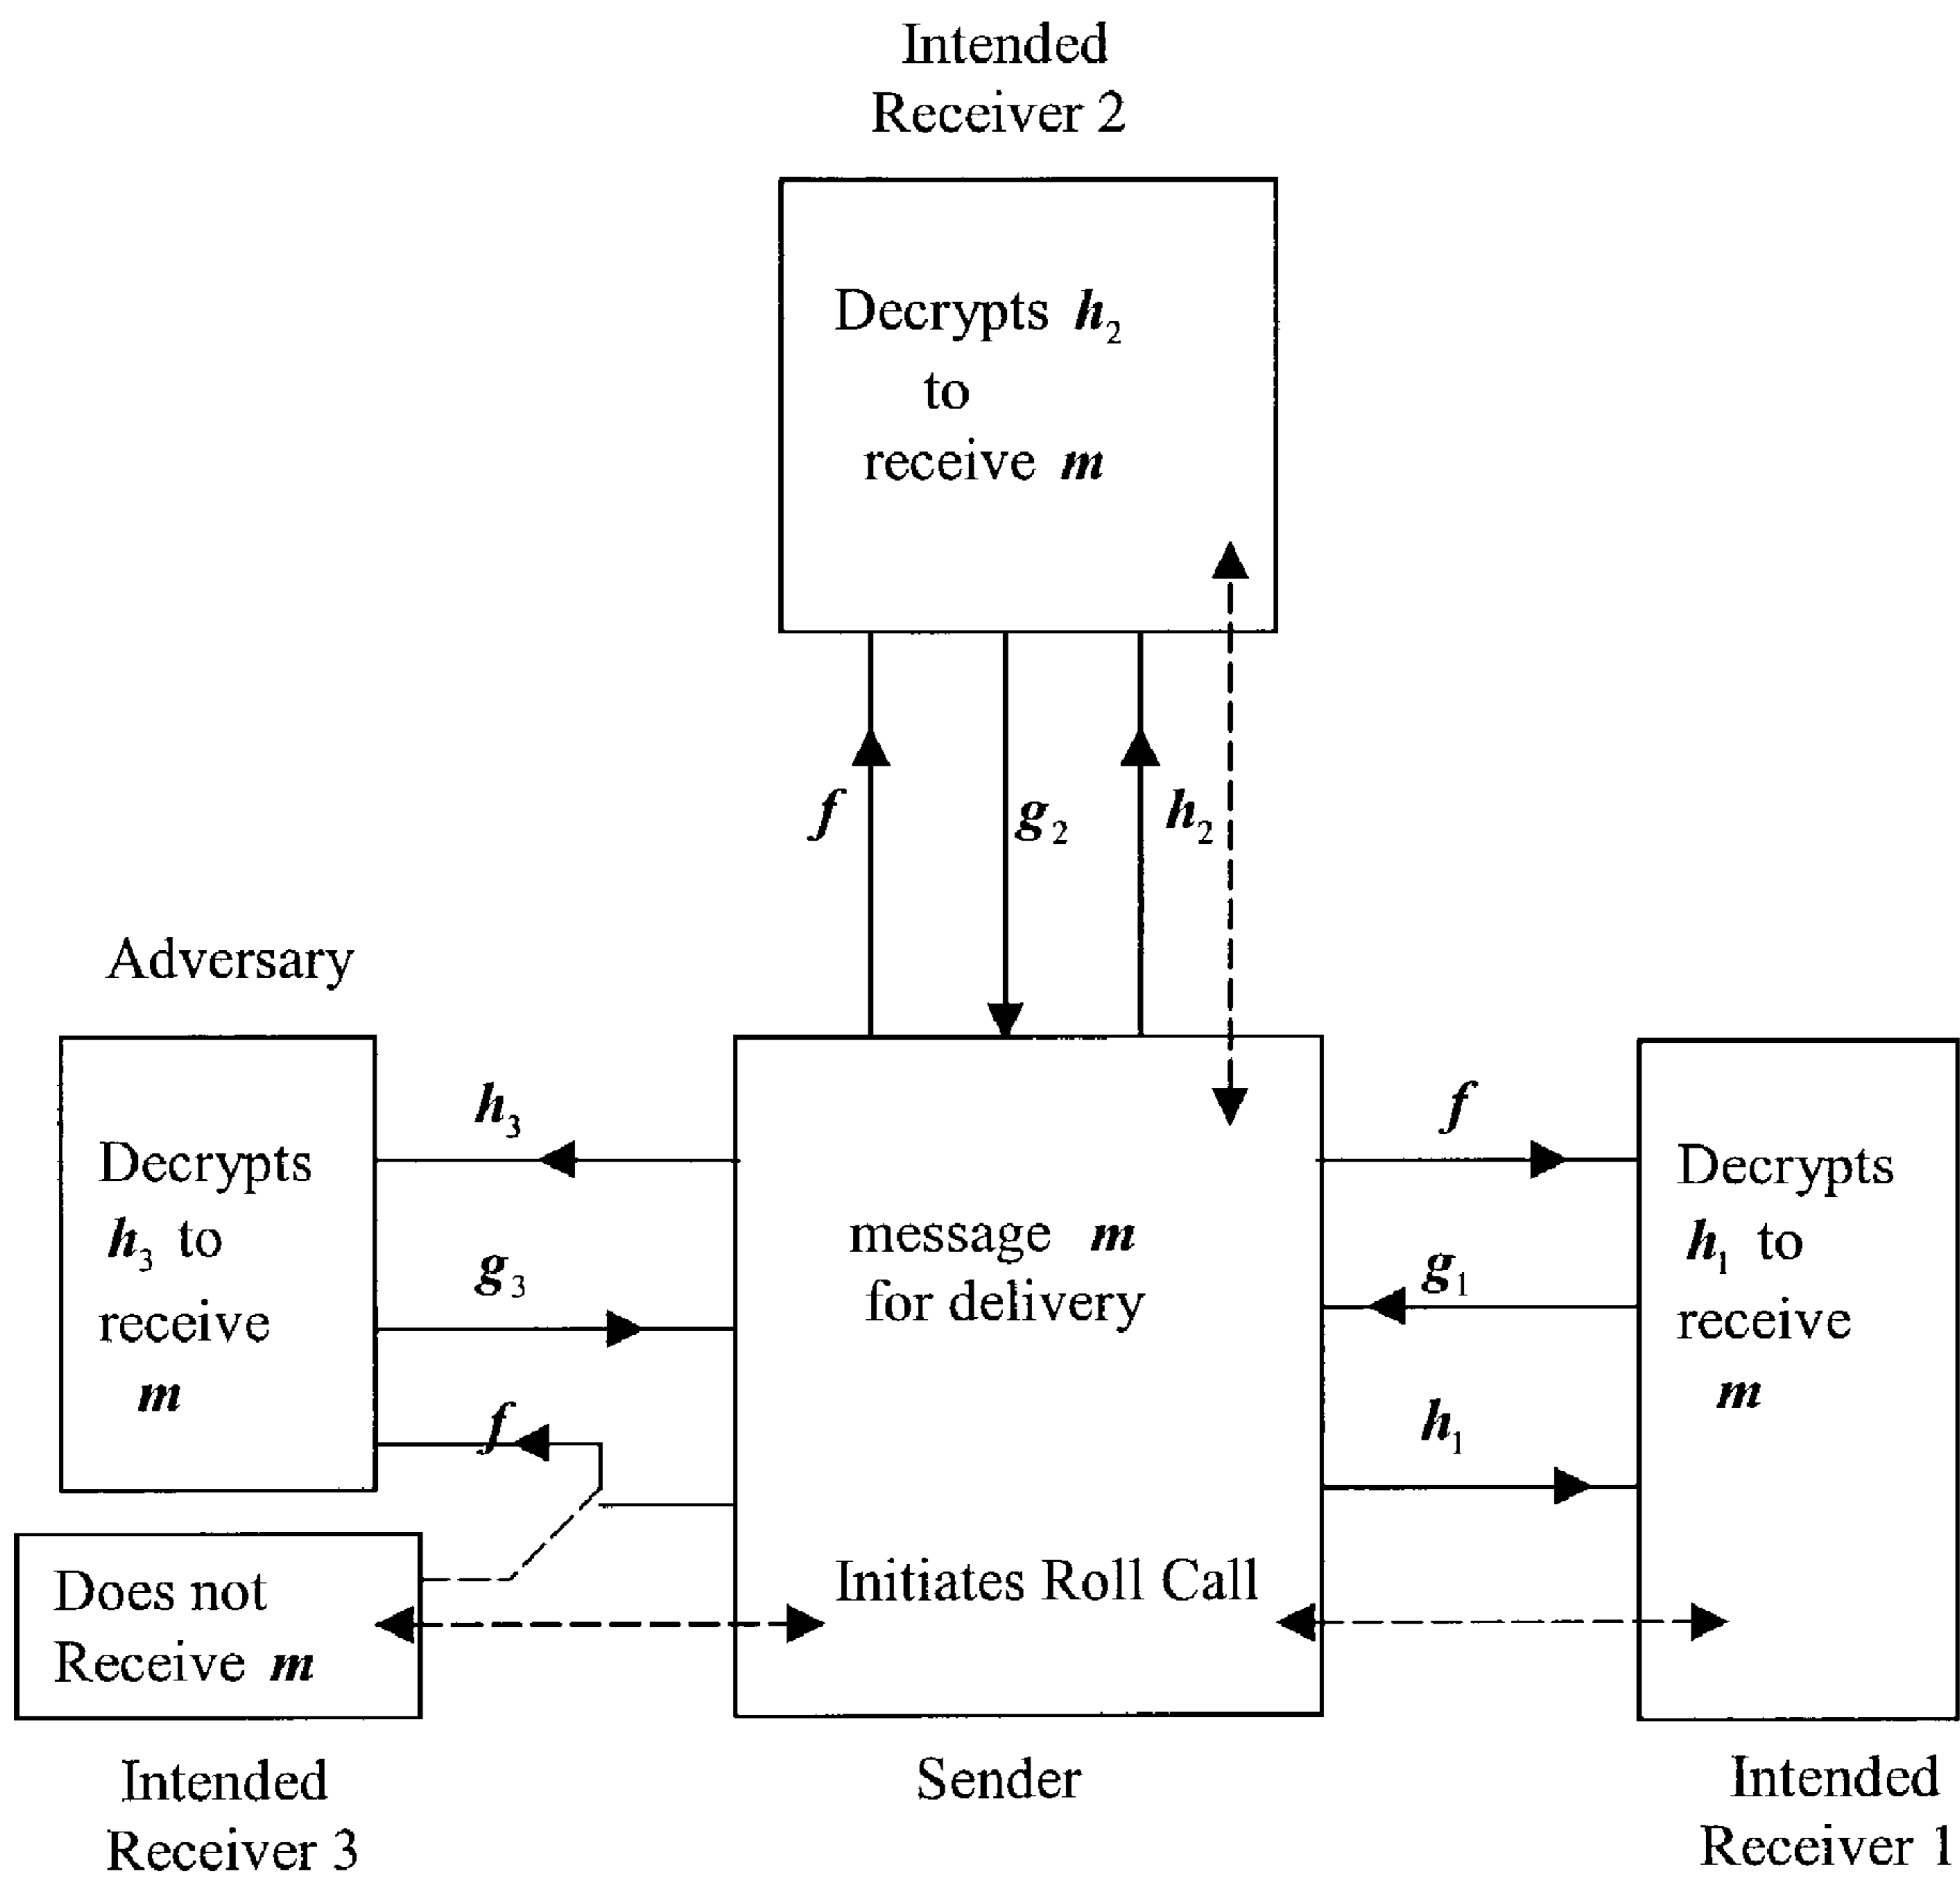 Intended
Receiver 2
Decrypts h₂
to
receive m
f
g₂
h₂
Adversary
Decrypts
h₃ to
receive
m
h₃
g₃
f
message m
for delivery
Initiates Roll Call
f
g₁
h₁
Decrypts
h₁ to
receive
m
Does not
Receive m
Intended
Receiver 3
Sender
Intended
Receiver 1